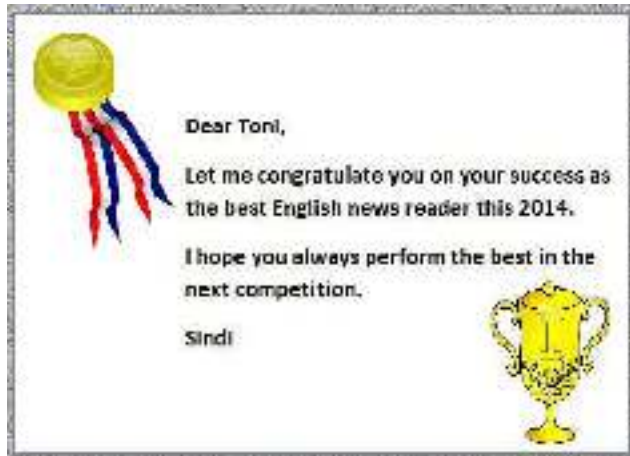 Dear Toni,
Let me congratulate you on your success as
the best English news reader this 2014.
I hope you always perform the best in the
next competition.
Sindi